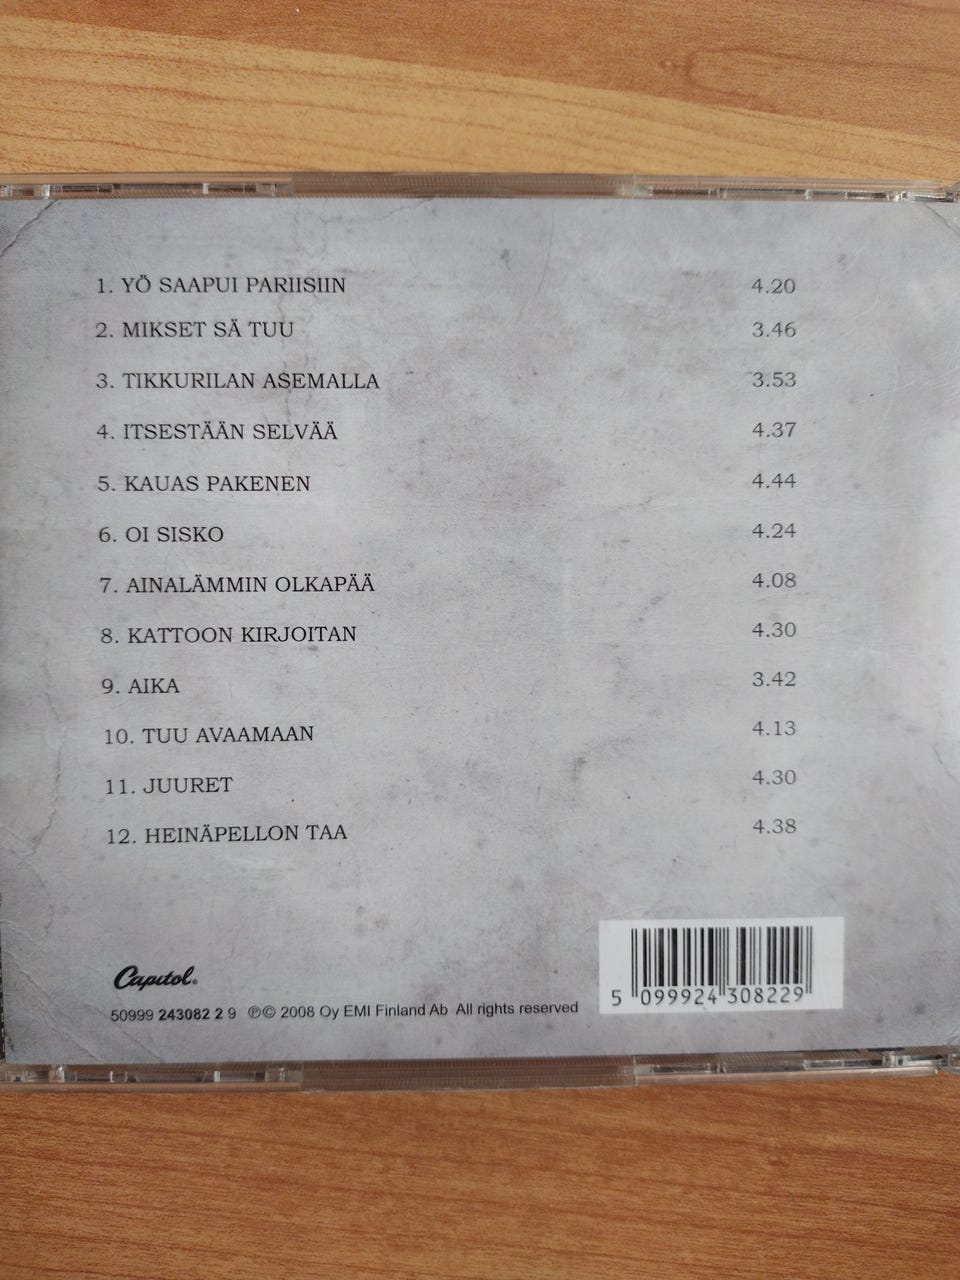 1. YÖ SAAPUI PARIISIIN 4.20
2. MIKSET SÄ TUU 3.46
3. TIKKURILAN ASEMALLA 3.53
4. ITSESTÄÄN SELVÄÄ 4.37
5. KAUAS PAKENEN 4.44
6. OI SISKO 4.24
7. AINALÄMMIN OLKAPÄÄ 4.08
8. KATTOON KIRJOITAN 4.30
9. AIKA 3.42
10. TUU AVAAMAAN 4.13
11. JUURET 4.30
12. HEINÄPELLON TAA 4.38
Capitol®
50999 243082 2 9 ℗© 2008 Oy EMI Finland Ab All rights reserved
5 099924 308229